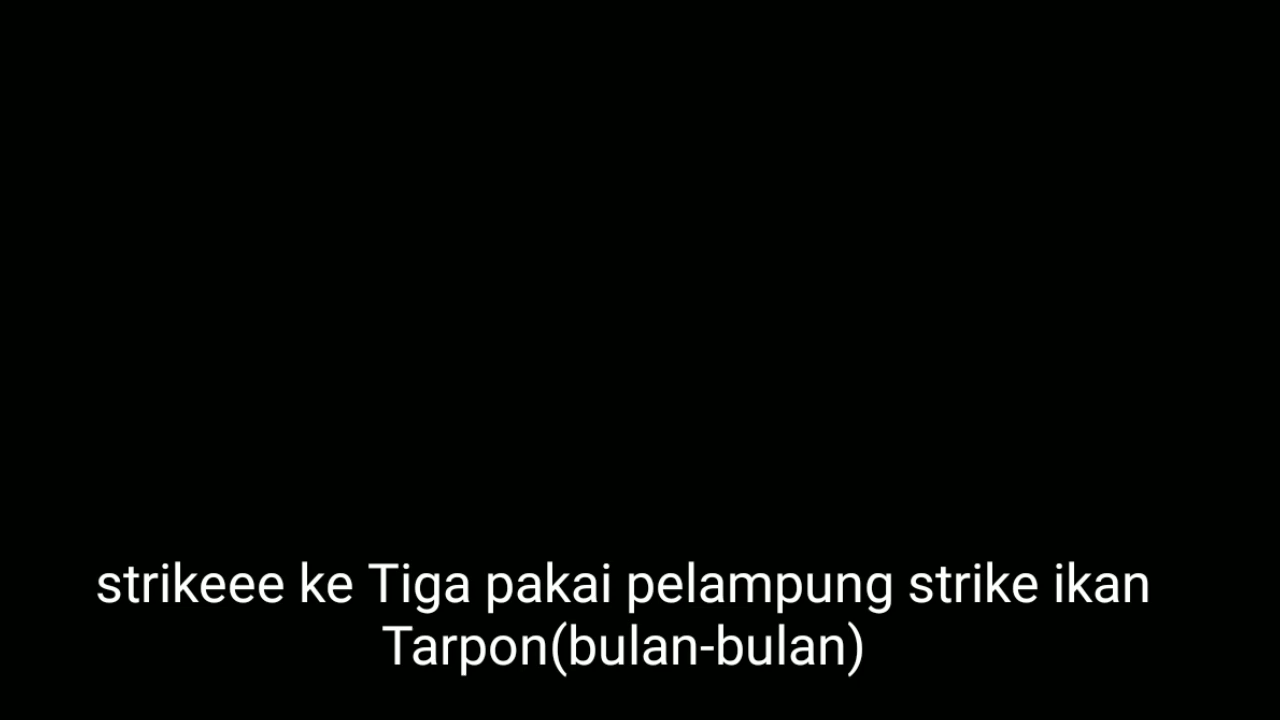 strikeee ke Tiga pakai pelampung strike ikan
Tarpon(bulan-bulan)